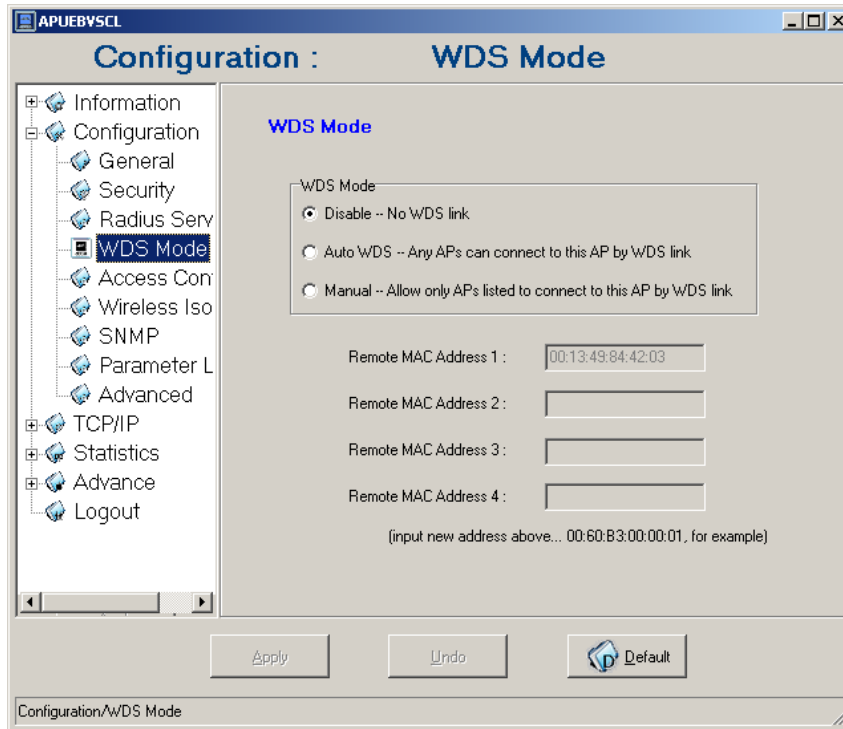 APUEBVSCL
Configuration : WDS Mode
Information
Configuration
General
Security
Radius Serv
WDS Mode
Access Con
Wireless Iso
SNMP
Parameter L
Advanced
TCP/IP
Statistics
Advance
Logout
WDS Mode
WDS Mode
Disable -- No WDS link
Auto WDS -- Any APs can connect to this AP by WDS link
Manual -- Allow only APs listed to connect to this AP by WDS link
Remote MAC Address 1 : 00:13:49:84:42:03
Remote MAC Address 2 :
Remote MAC Address 3 :
Remote MAC Address 4 :
(input new address above... 00:60:B3:00:00:01, for example)
Apply Undo Default
Configuration/WDS Mode